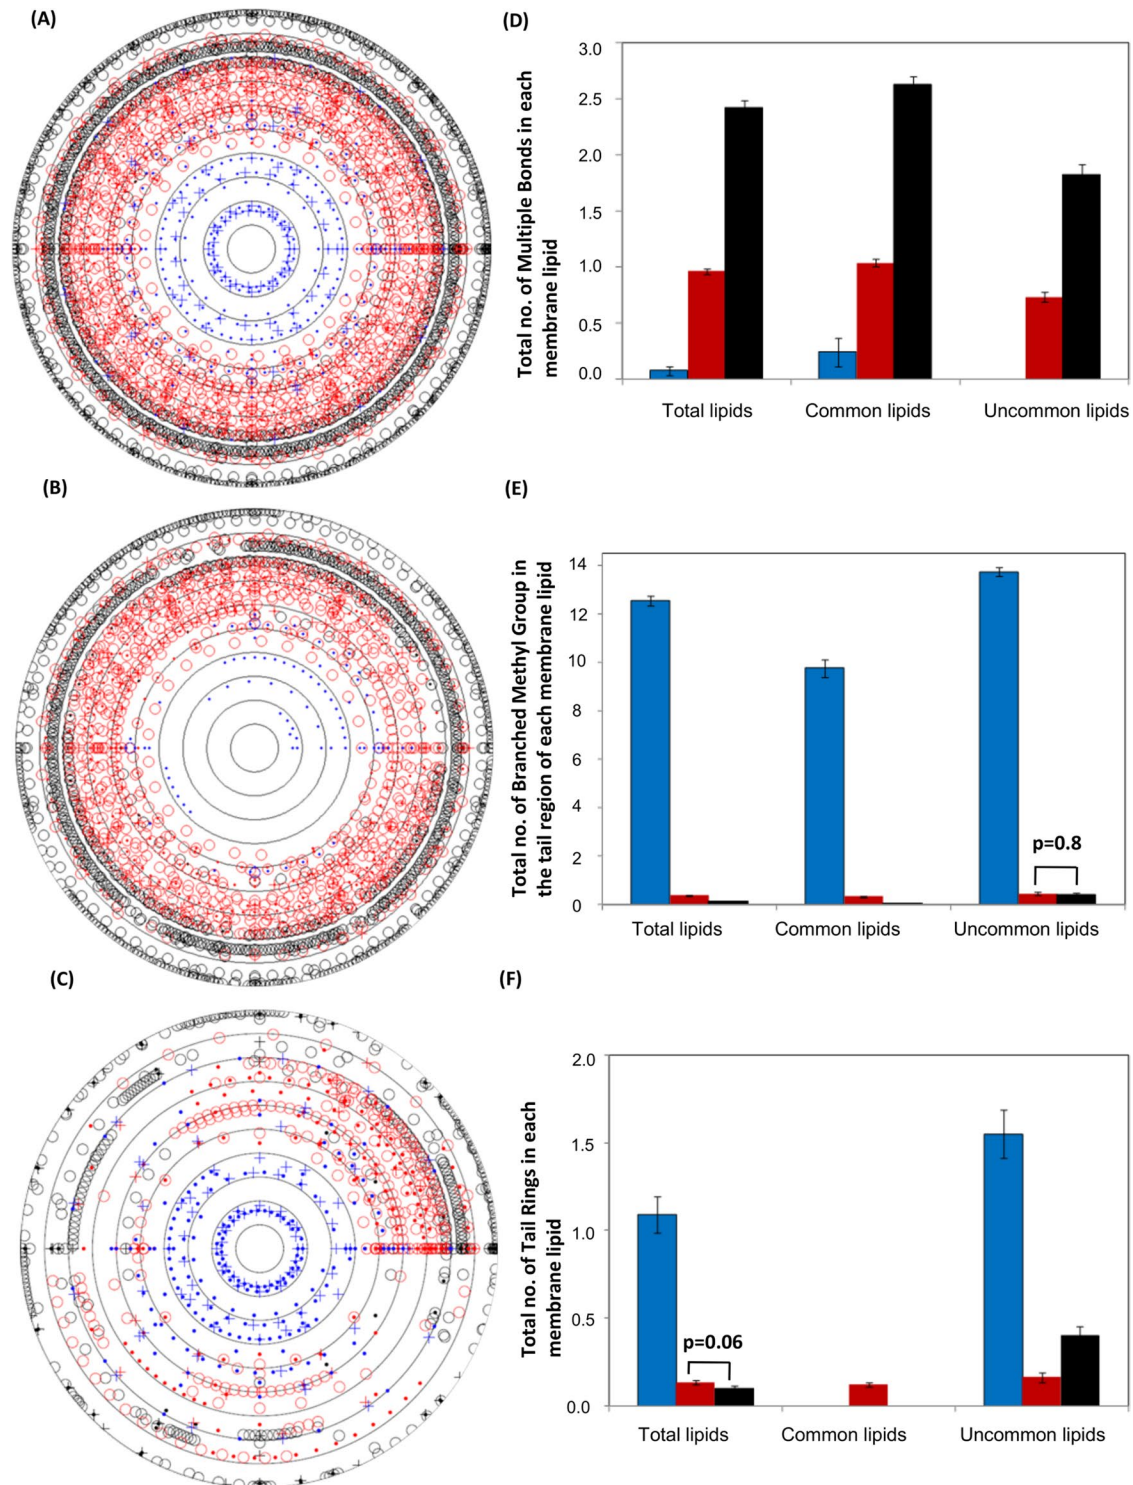 (A)
(D)
Total no. of Multiple Bonds in each
membrane lipid
3.0
2.5
2.0
1.5
1.0
0.5
0.0
Total lipids
Common lipids
Uncommon lipids
(B)
(E)
Total no. of Branched Methyl Group in
the tail region of each membrane lipid
14
12
10
8
6
4
2
0
p=0.8
Total lipids
Common lipids
Uncommon lipids
(C)
(F)
Total no. of Tail Rings in each
membrane lipid
2.0
1.5
1.0
0.5
0.0
p=0.06
Total lipids
Common lipids
Uncommon lipids